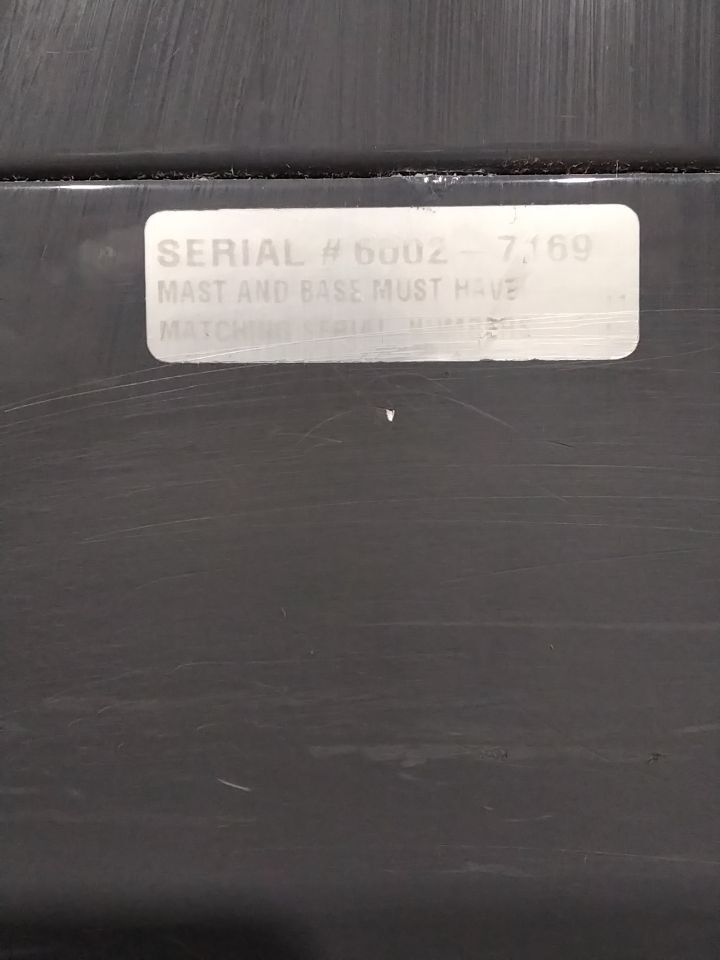 SERIAL # 6002 - 7169
MAST AND BASE MUST HAVE
MATCHING SERIAL NUMBERS